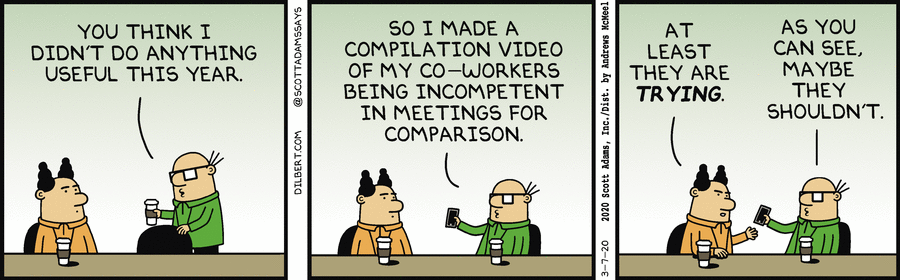 YOU THINK I
DIDN'T DO ANYTHING
USEFUL THIS YEAR.
DILBERT.COM @SCOTTADAMSSAYS
SO I MADE A
COMPILATION VIDEO
OF MY CO-WORKERS
BEING INCOMPETENT
IN MEETINGS FOR
COMPARISON.
3-7-20 2020 Scott Adams, Inc./Dist. by Andrews McMeel
AT
LEAST
THEY ARE
TRYING.
AS YOU
CAN SEE,
MAYBE
THEY
SHOULDN'T.